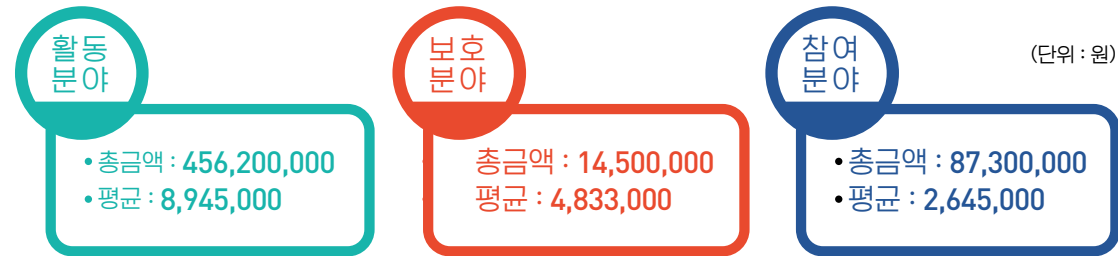 활동
분야
보호
분야
참여
분야
(단위 : 원)
• 총금액 : 456,200,000
• 평균 : 8,945,000
총금액 : 14,500,000
평균 : 4,833,000
• 총금액 : 87,300,000
• 평균 : 2,645,000